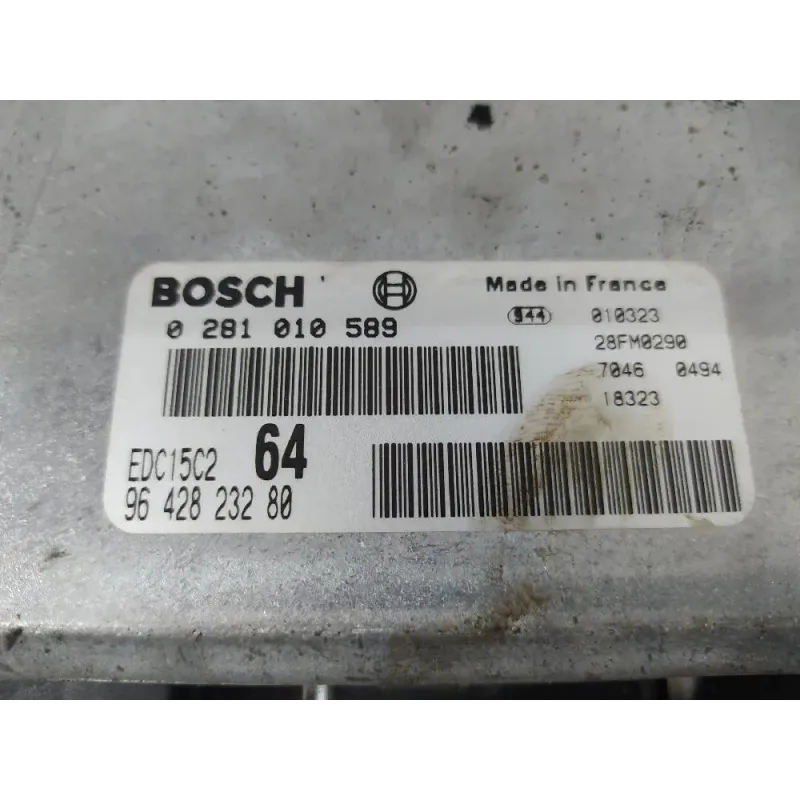 BOSCH
0 281 010 589
EDC15C2 64
96 428 232 80
Made in France
944 010323
28FM0290
7046 0494
18323